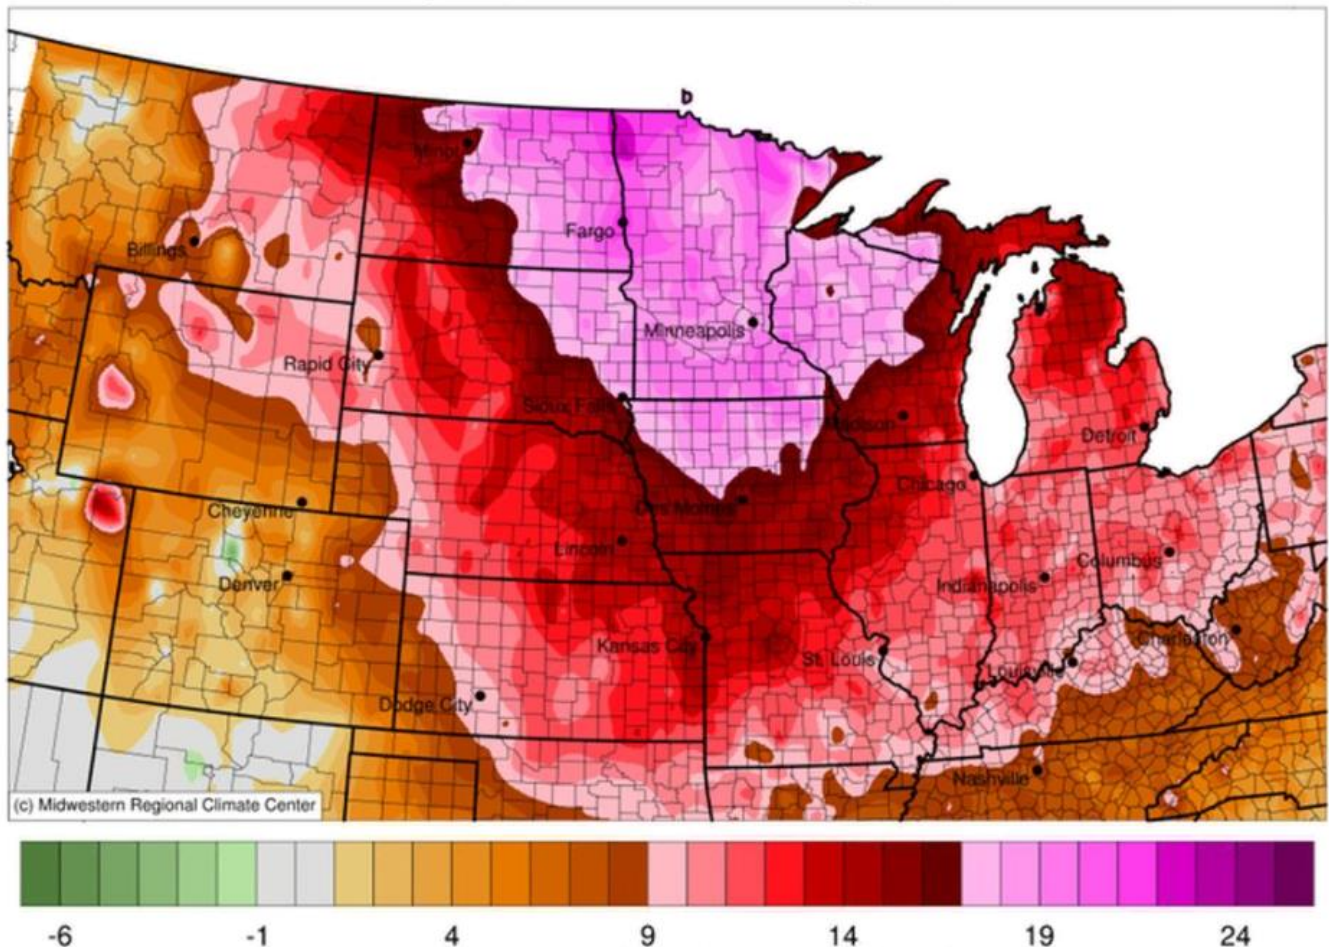 b
Minot
Fargo
Billings
Minneapolis
Rapid City
Sioux Falls
Madison
Detroit
Chicago
Des Moines
Cheyenne
Lincoln
Columbus
Denver
Indianapolis
Charleston
Kansas City
St. Louis
Louisville
Dodge City
Nashville
(c) Midwestern Regional Climate Center
-6 -1 4 9 14 19 24